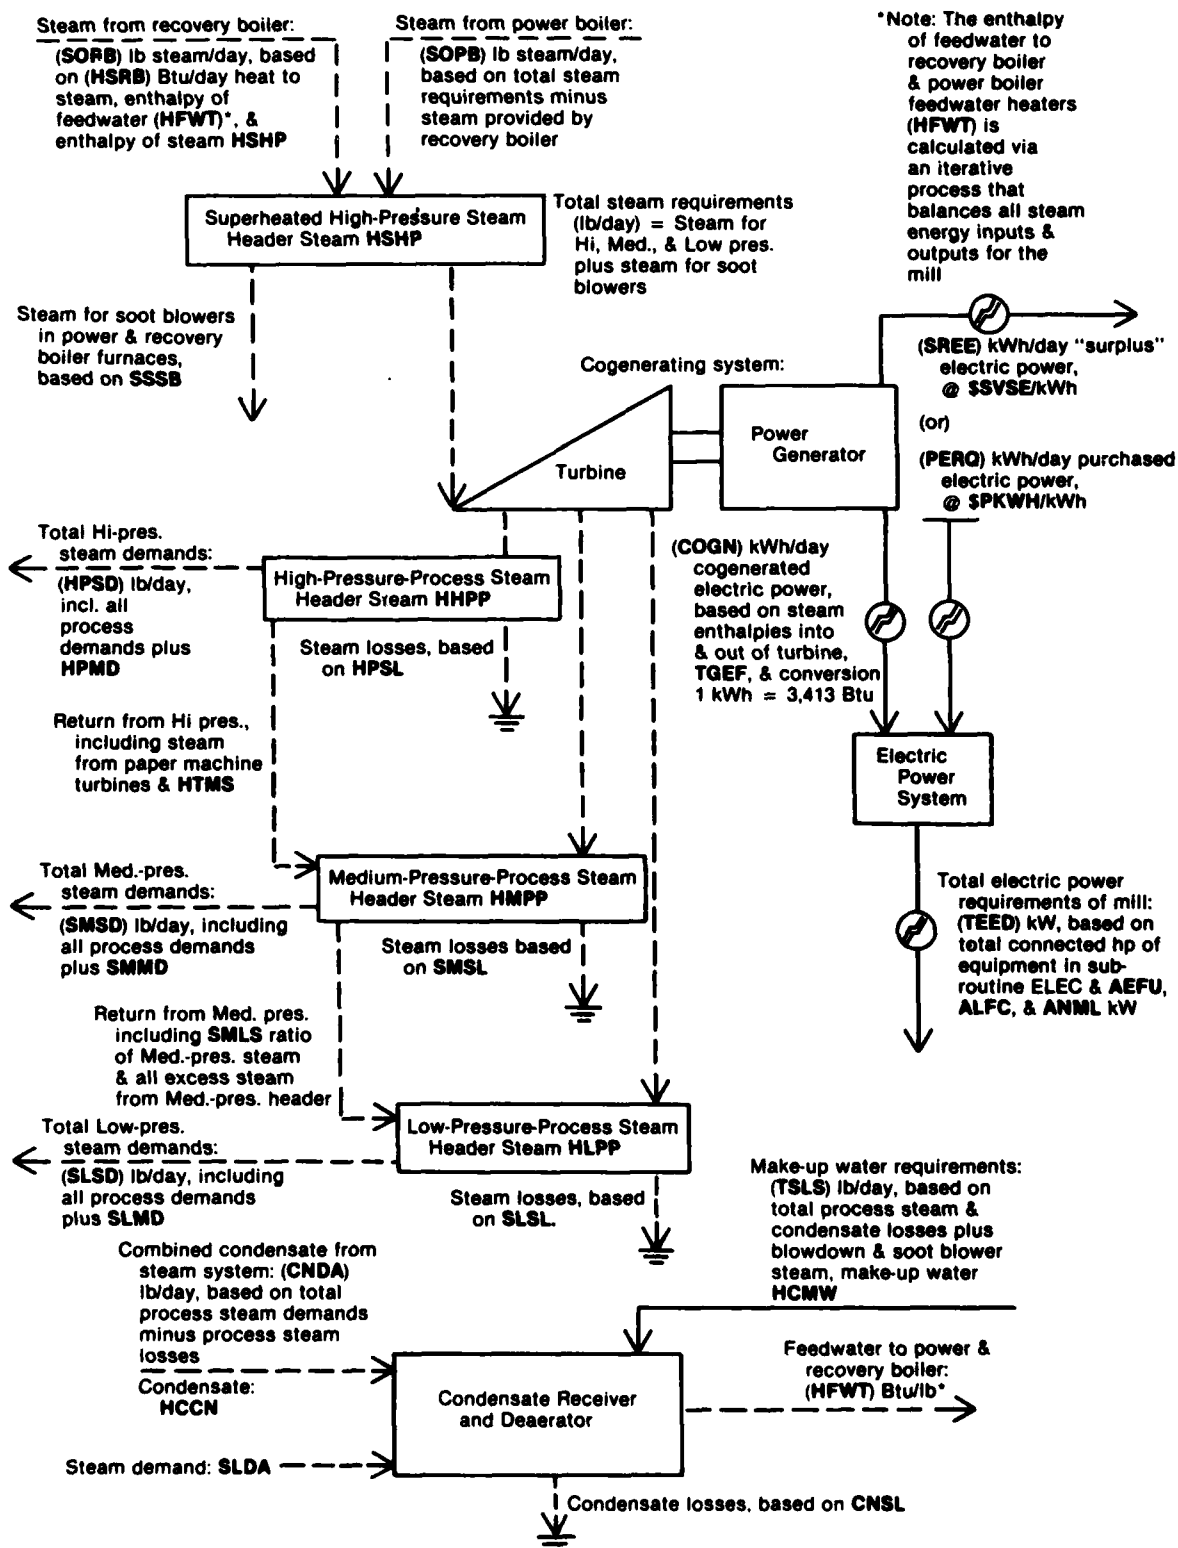 Steam from recovery boiler:
(SORB) lb steam/day, based
on (HSRB) Btu/day heat to
steam, enthalpy of
feedwater (HFWT)*, &
enthalpy of steam HSHP
Steam from power boiler:
(SOPB) lb steam/day,
based on total steam
requirements minus
steam provided by
recovery boiler
*Note: The enthalpy
of feedwater to
recovery boiler
& power boiler
feedwater heaters
(HFWT) is
calculated via
an iterative
process that
balances all steam
energy inputs &
outputs for the
mill
Superheated High-Pressure Steam
Header Steam HSHP
Total steam requirements
(lb/day) = Steam for
Hi, Med., & Low pres.
plus steam for soot
blowers
Steam for soot blowers
in power & recovery
boiler furnaces,
based on SSSB
Cogenerating system:
Turbine
Power
Generator
(SREE) kWh/day "surplus"
electric power,
@ $SVSE/kWh
(or)
(PERQ) kWh/day purchased
electric power,
@ $PKWH/kWh
Total Hi-pres.
steam demands:
(HPSD) lb/day,
incl. all
process
demands plus
HPMD
High-Pressure-Process Steam
Header Steam HHPP
Steam losses, based
on HPSL
(COGN) kWh/day
cogenerated
electric power,
based on steam
enthalpies into
& out of turbine,
TGEF, & conversion
1 kWh = 3,413 Btu
Return from Hi pres.,
including steam
from paper machine
turbines & HTMS
Electric
Power
System
Total Med.-pres.
steam demands:
(SMSD) lb/day, including
all process demands
plus SMMD
Medium-Pressure-Process Steam
Header Steam HMPP
Steam losses based
on SMSL
Total electric power
requirements of mill:
(TEED) kW, based on
total connected hp of
equipment in sub-
routine ELEC & AEFU,
ALFC, & ANML kW
Return from Med. pres.
including SMLS ratio
of Med.-pres. steam
& all excess steam
from Med.-pres. header
Total Low-pres.
steam demands:
(SLSD) lb/day, including
all process demands
plus SLMD
Low-Pressure-Process Steam
Header Steam HLPP
Steam losses, based
on SLSL.
Make-up water requirements:
(TSLS) lb/day, based on
total process steam &
condensate losses plus
blowdown & soot blower
steam, make-up water
HCMW
Combined condensate from
steam system: (CNDA)
lb/day, based on total
process steam demands
minus process steam
losses
Condensate:
HCCN
Condensate Receiver
and Deaerator
Feedwater to power &
recovery boiler:
(HFWT) Btu/lb*
Steam demand: SLDA
Condensate losses, based on CNSL